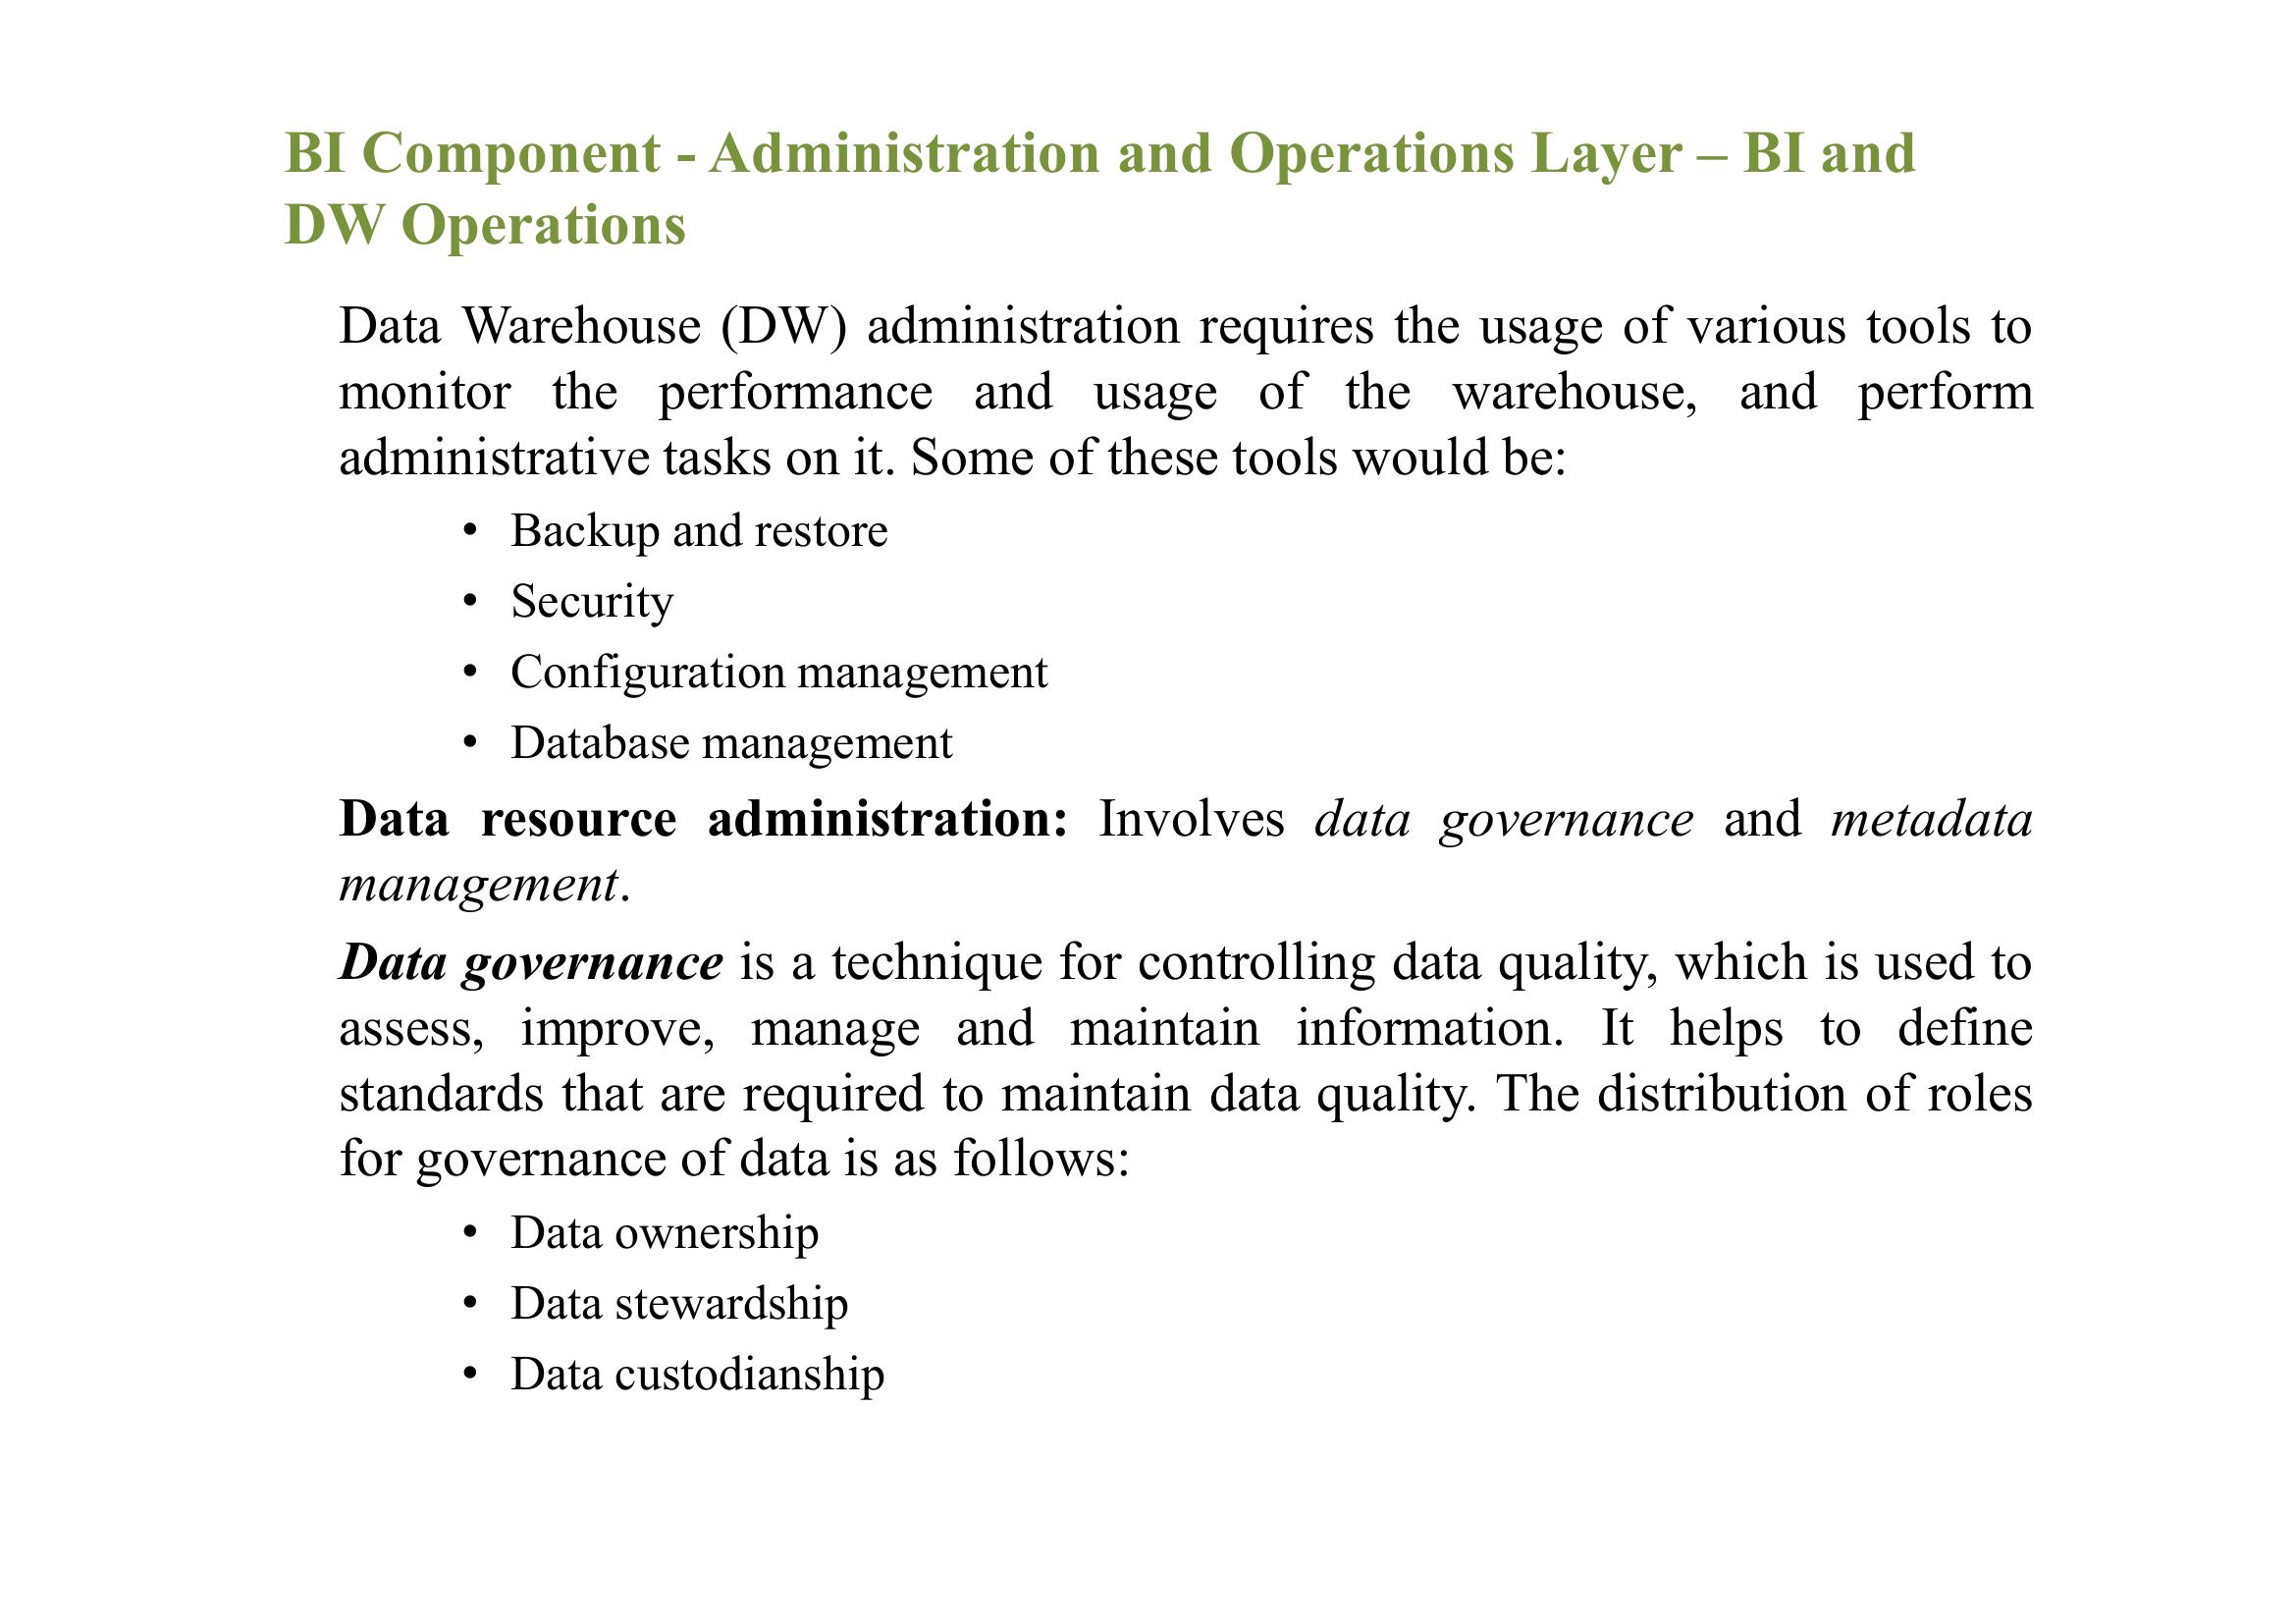 BI Component - Administration and Operations Layer – BI and
DW Operations
Data Warehouse (DW) administration requires the usage of various tools to
monitor the performance and usage of the warehouse, and perform
administrative tasks on it. Some of these tools would be:
• Backup and restore
• Security
• Configuration management
• Database management
Data resource administration: Involves data governance and metadata
management.
Data governance is a technique for controlling data quality, which is used to
assess, improve, manage and maintain information. It helps to define
standards that are required to maintain data quality. The distribution of roles
for governance of data is as follows:
• Data ownership
• Data stewardship
• Data custodianship